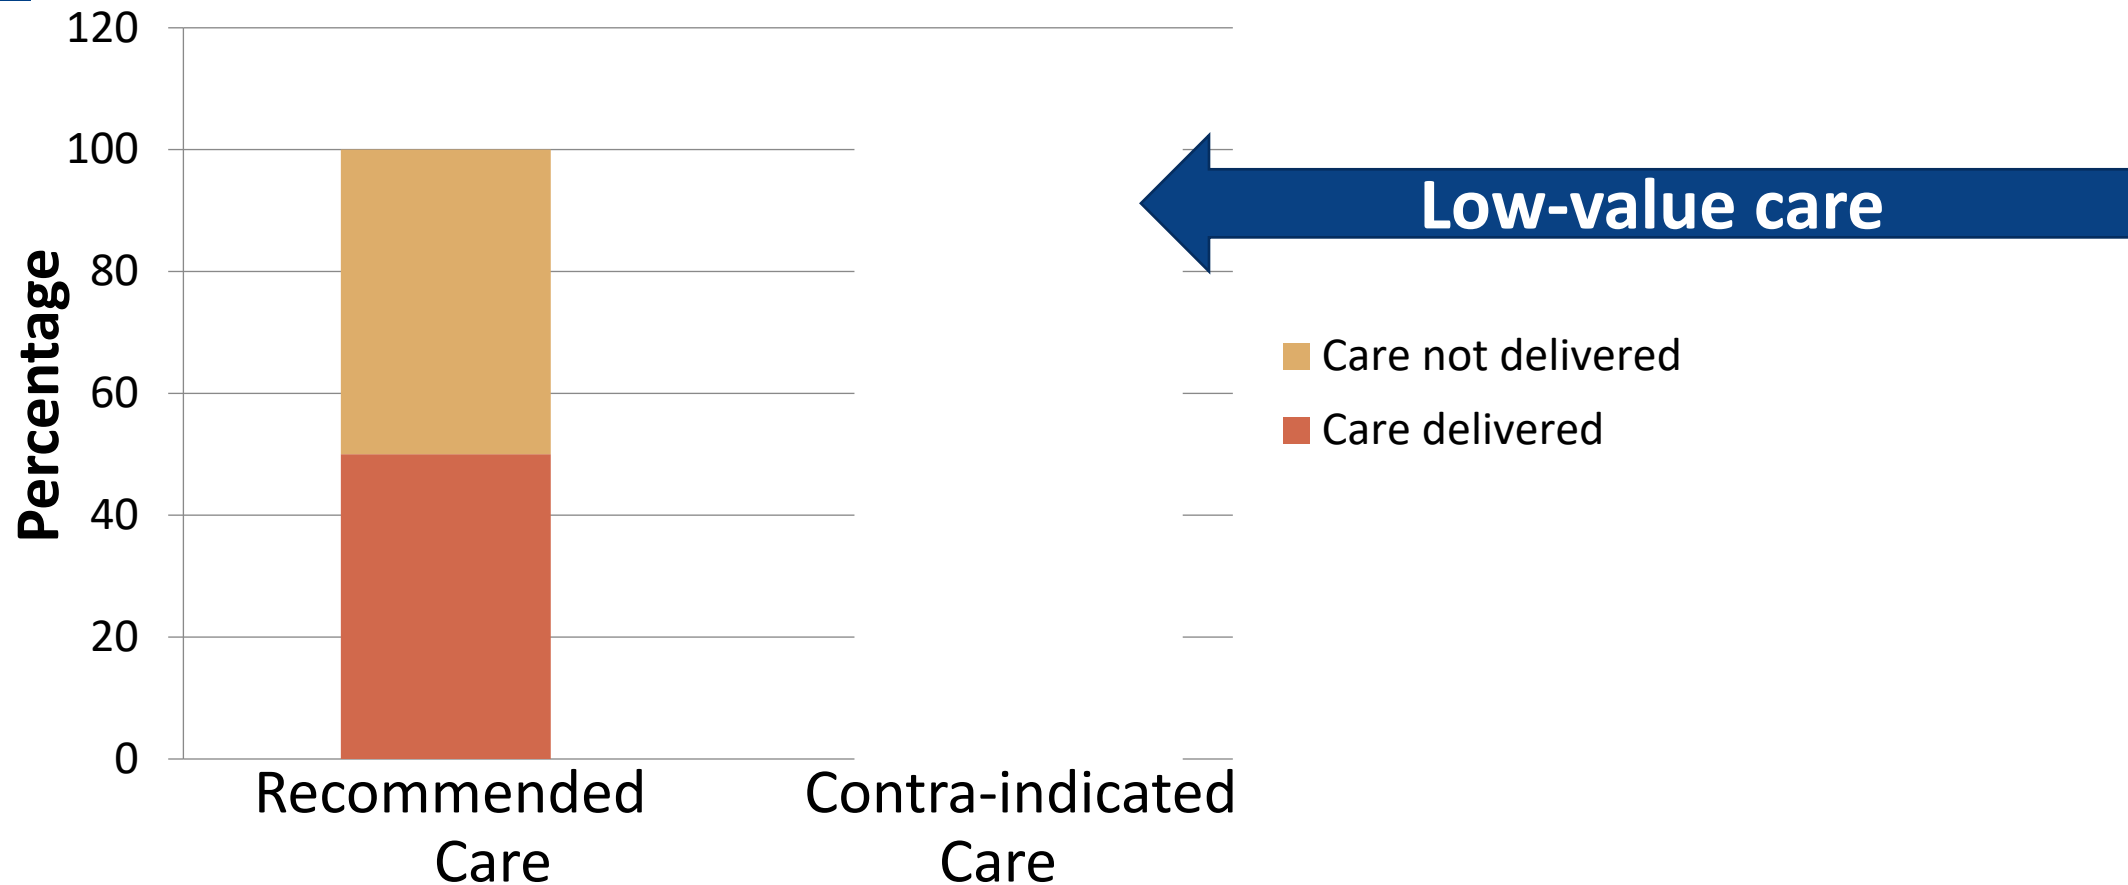 120
100
80
60
40
20
0
Percentage
Recommended
Care
Contra-indicated
Care
Low-value care
Care not delivered
Care delivered